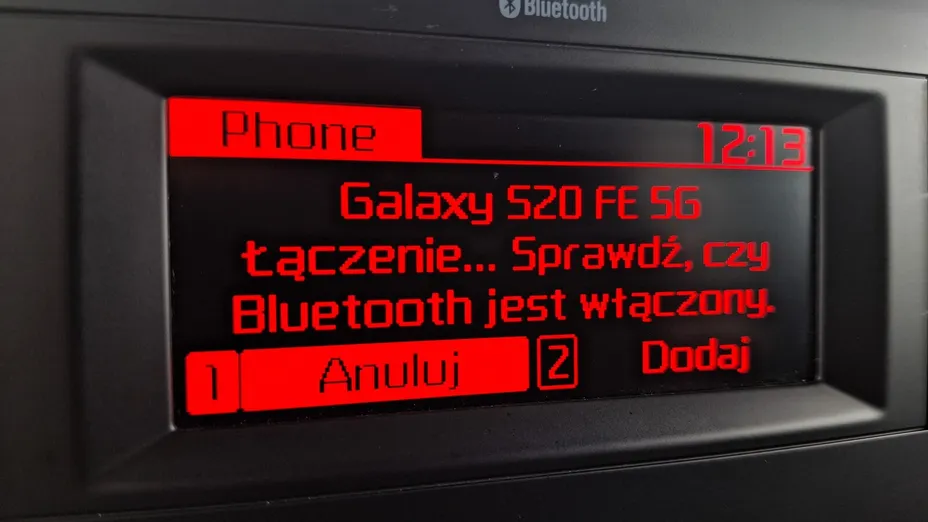 Bluetooth
Phone 12:13
Galaxy S20 FE 5G
Łączenie... Sprawdź, czy
Bluetooth jest włączony.
1 Anuluj 2 Dodaj